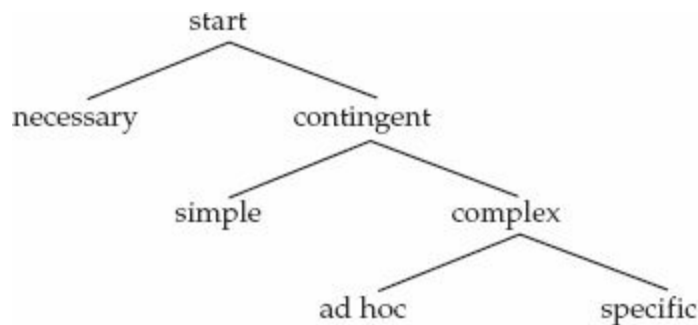 start
necessary contingent
simple complex
ad hoc specific